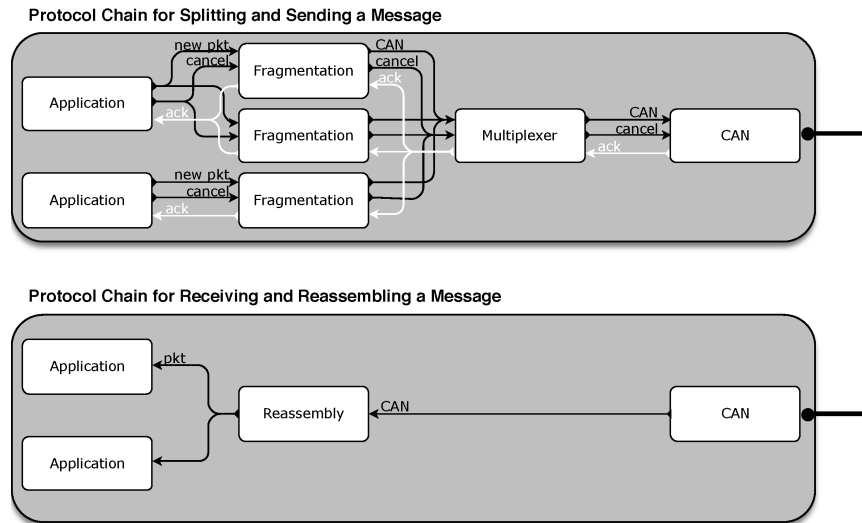 Protocol Chain for Splitting and Sending a Message
new pkt
CAN
cancel
Fragmentation
cancel
ack
Application
ack
CAN
Fragmentation
Multiplexer
cancel
CAN
ack
new pkt
Application
cancel
Fragmentation
ack
Protocol Chain for Receiving and Reassembling a Message
Application
pkt
Reassembly
CAN
CAN
Application